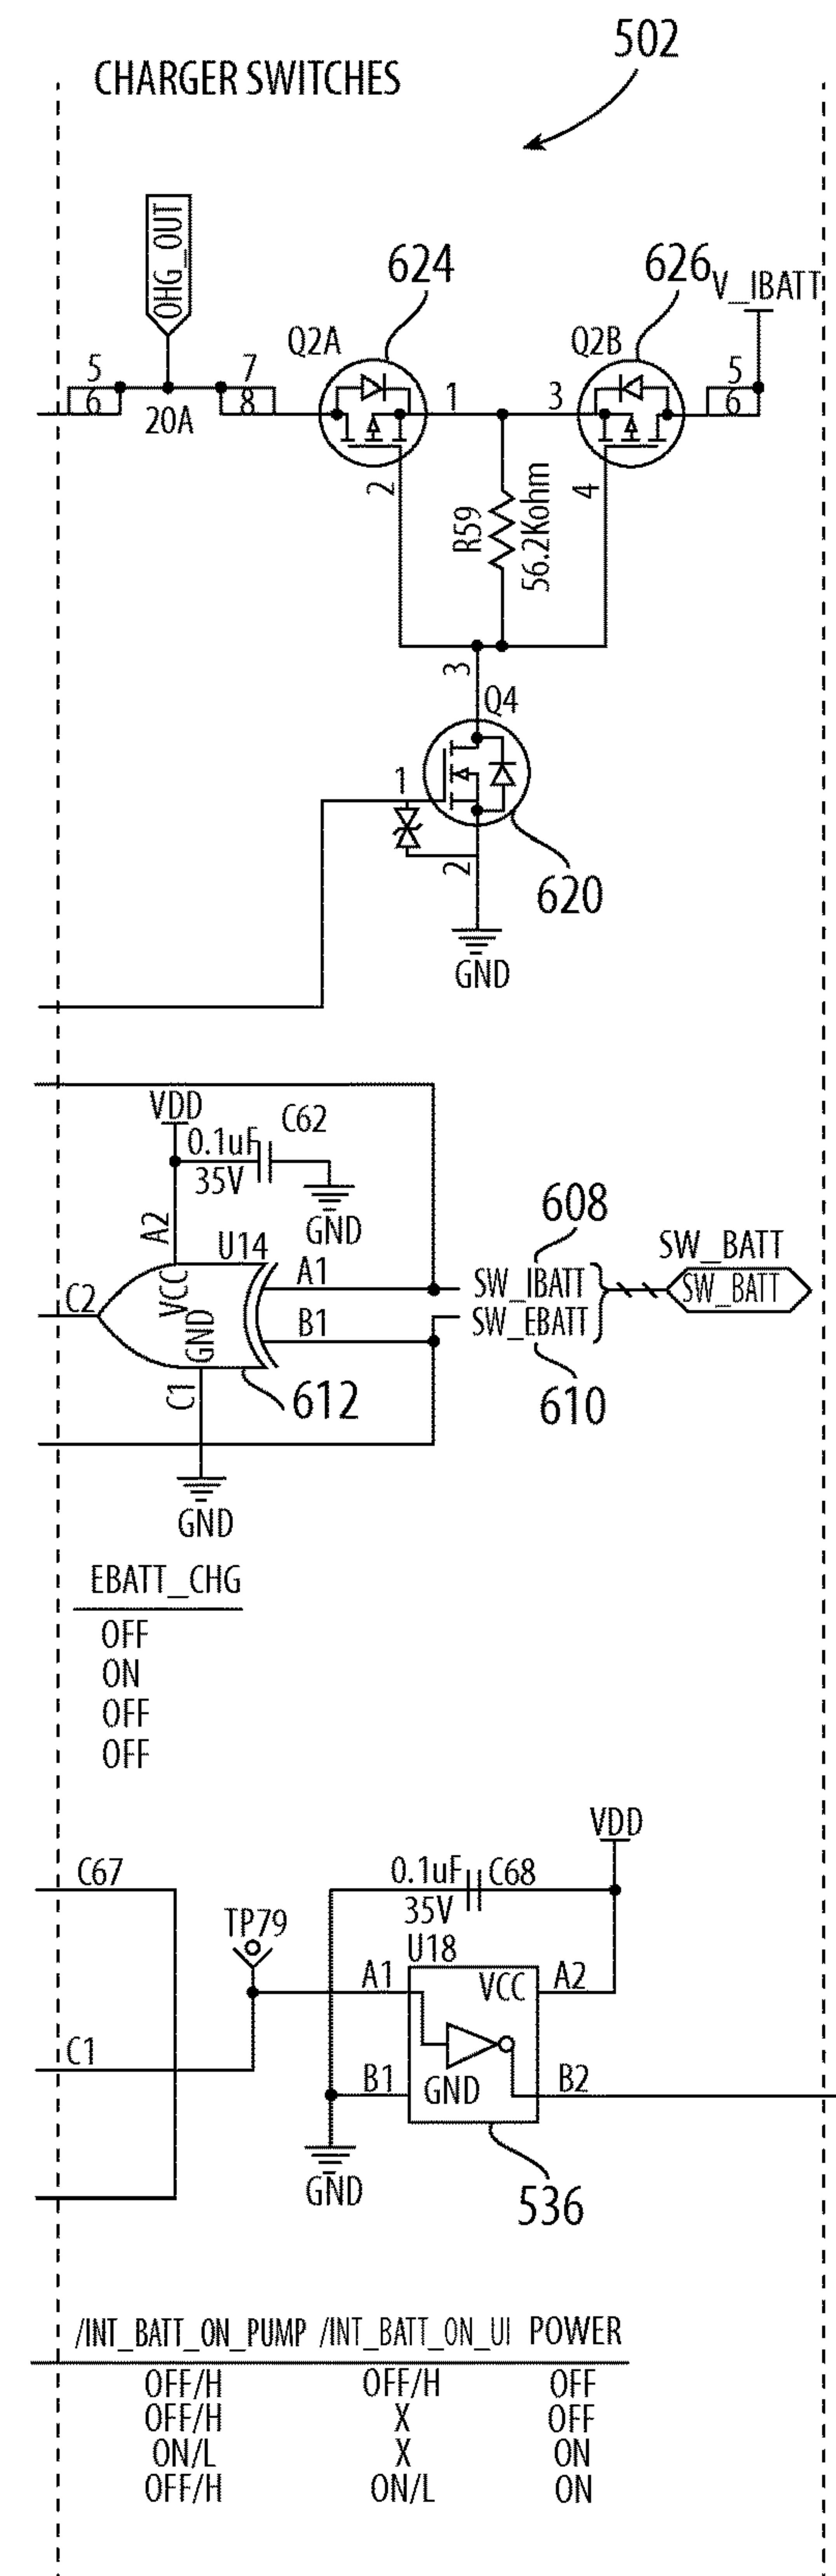 502
CHARGER SWITCHES
OHG_OUT
624
626
V_IBATT
Q2A
Q2B
5
6
20A
7
8
1
3
5
6
2
4
R59
56.2Kohm
3
Q4
1
2
620
GND
VDD
C62
0.1uF
35V
GND
A2
U14
608
SW_BATT
C2
VCC
GND
A1
B1
SW_IBATT
SW_EBATT
SW_BATT
C1
612
610
GND
EBATT_CHG
OFF
ON
OFF
OFF
VDD
C67
0.1uF
C68
35V
TP79
U18
A1
VCC
A2
C1
B1
GND
B2
GND
536
/INT_BATT_ON_PUMP /INT_BATT_ON_UI POWER
OFF/H OFF/H OFF
OFF/H X OFF
ON/L X ON
OFF/H ON/L ON